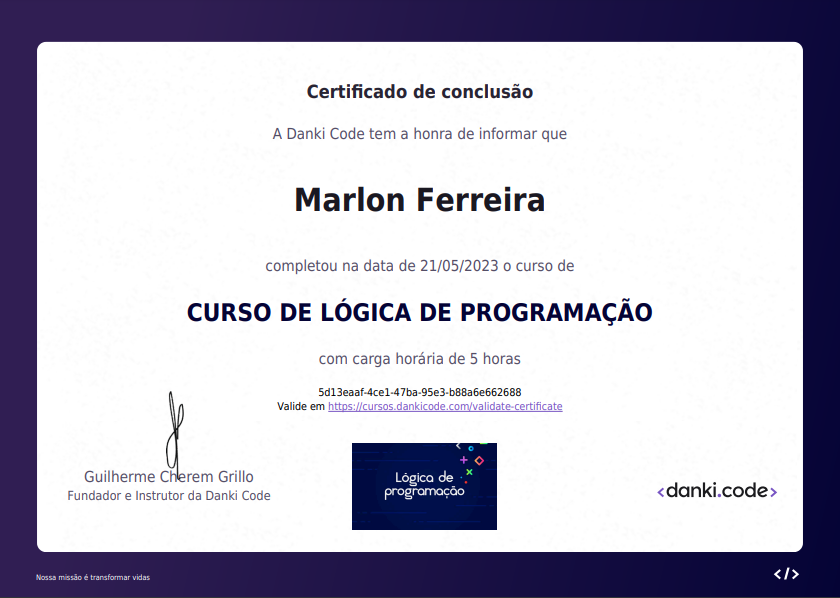 Certificado de conclusão
A Danki Code tem a honra de informar que
Marlon Ferreira
completou na data de 21/05/2023 o curso de
CURSO DE LÓGICA DE PROGRAMAÇÃO
com carga horária de 5 horas
5d13eaaf-4ce1-47ba-95e3-b88a6e662688
Valide em https://cursos.dankicode.com/validate-certificate
Guilherme Cherem Grillo
Fundador e Instrutor da Danki Code
Lógica de
programação
<danki.code>
Nossa missão é transformar vidas
</>